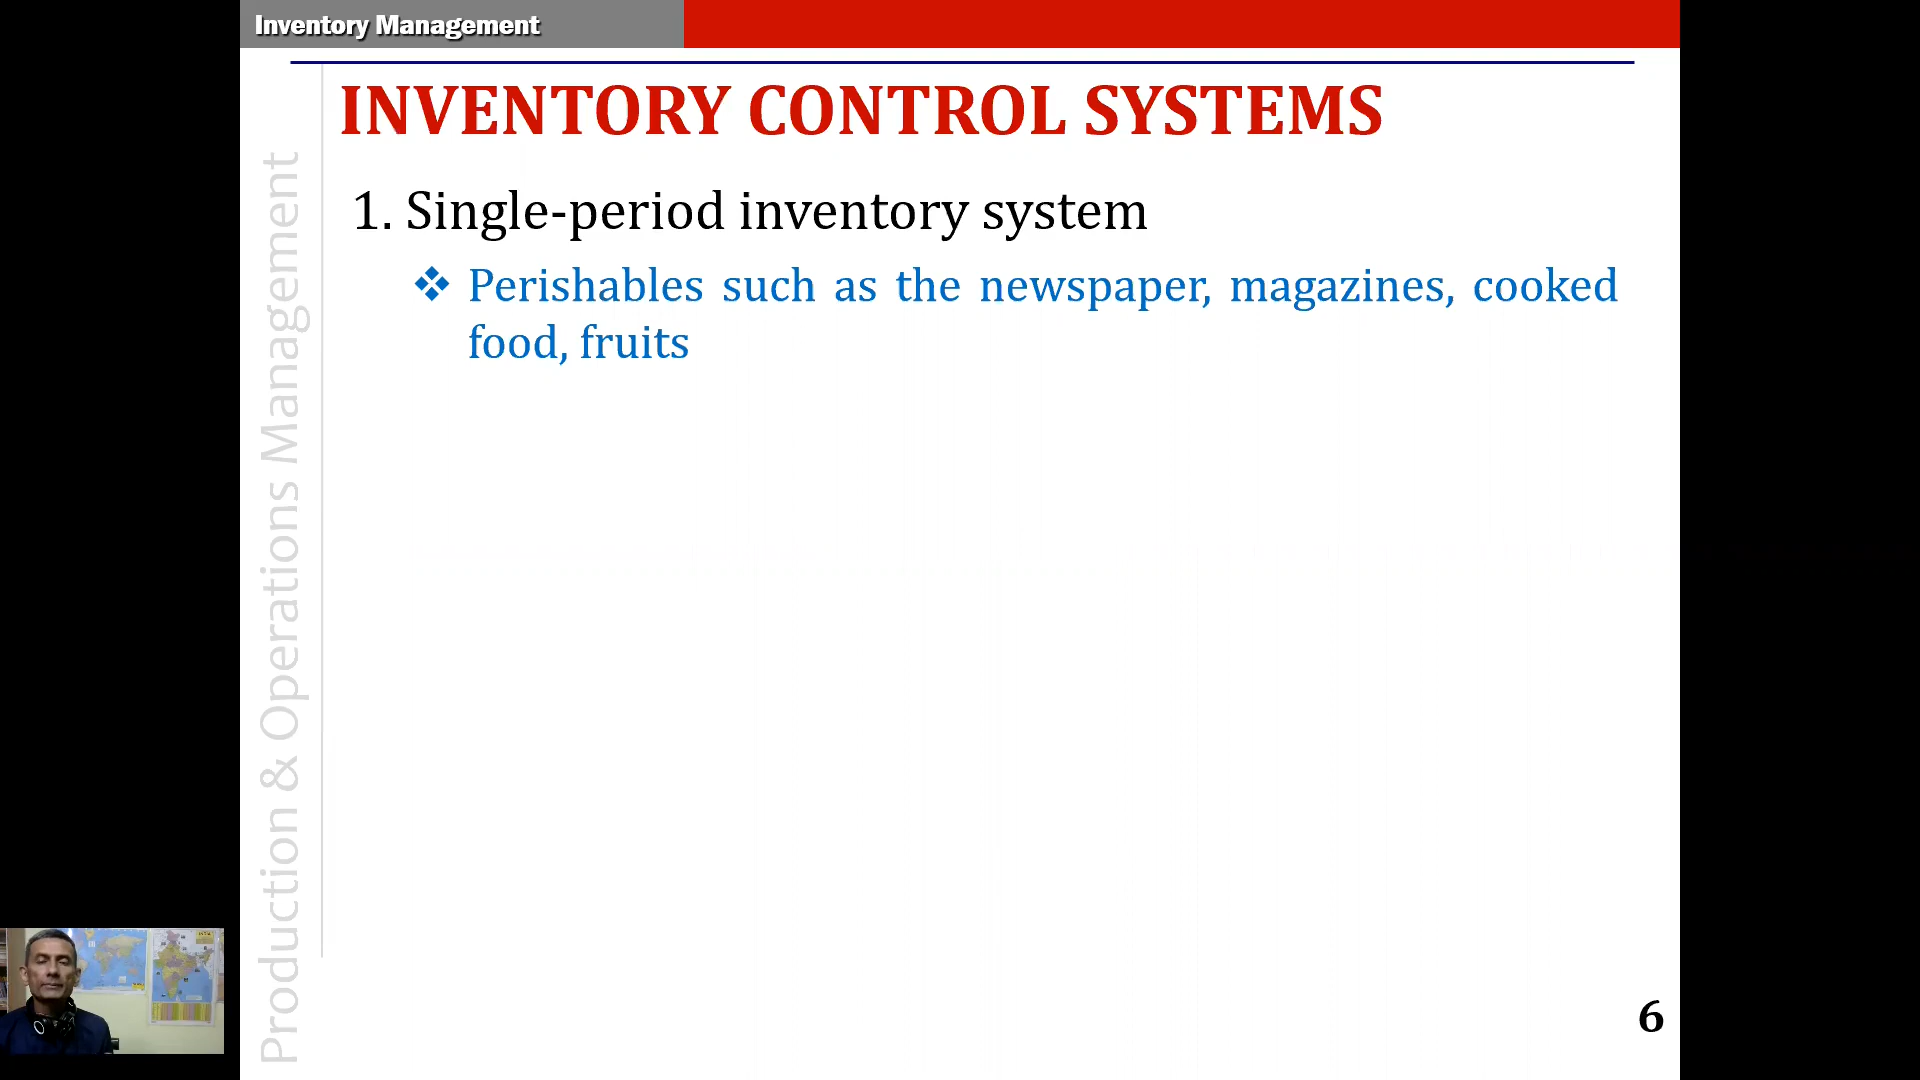 Inventory Management
INVENTORY CONTROL SYSTEMS
1. Single-period inventory system
❖ Perishables such as the newspaper, magazines, cooked
food, fruits
Production & Operations Management
6